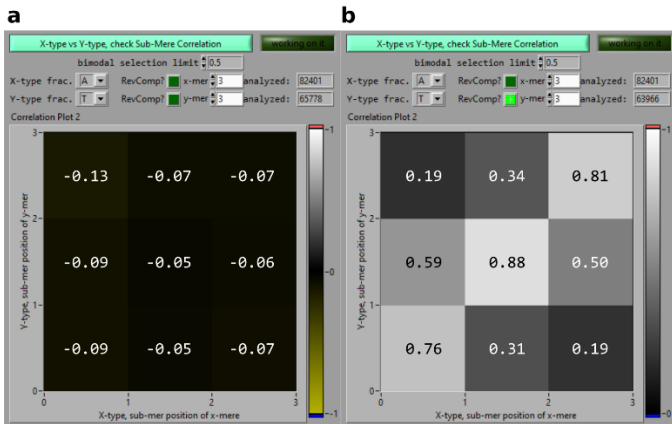 a
X-type vs Y-type, check Sub-Mere Correlation
working on it
bimodal selection limit 0.5
X-type frac. A RevComp? x-mer 3 analyzed: 82401
Y-type frac. T RevComp? y-mer 3 analyzed: 65778
Correlation Plot 2
3
-0.13 -0.07 -0.07
2
-0.09 -0.05 -0.06
1
-0.09 -0.05 -0.07
0
0 1 2 3
Y-type, sub-mer position of y-mer
X-type, sub-mer position of x-mere
-1
-0
-1
b
X-type vs Y-type, check Sub-Mere Correlation
working on it
bimodal selection limit 0.5
X-type frac. A RevComp? x-mer 3 analyzed: 82401
Y-type frac. T RevComp? y-mer 3 analyzed: 63966
Correlation Plot 2
3
0.19 0.34 0.81
2
0.59 0.88 0.50
1
0.76 0.31 0.19
0
0 1 2 3
Y-type, sub-mer position of y-mer
X-type, sub-mer position of x-mere
-1